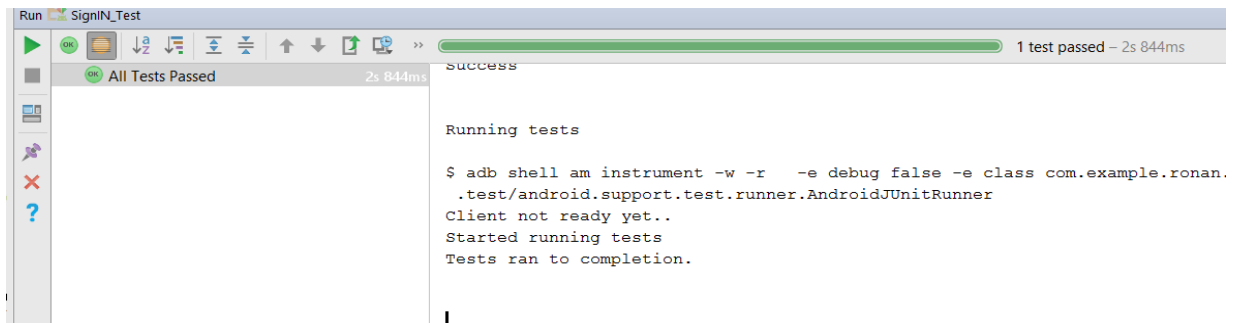 Run SignIN_Test
1 test passed – 2s 844ms
OK All Tests Passed 2s 844ms
Success
Running tests
$ adb shell am instrument -w -r   -e debug false -e class com.example.ronan.
.test/android.support.test.runner.AndroidJUnitRunner
Client not ready yet..
Started running tests
Tests ran to completion.